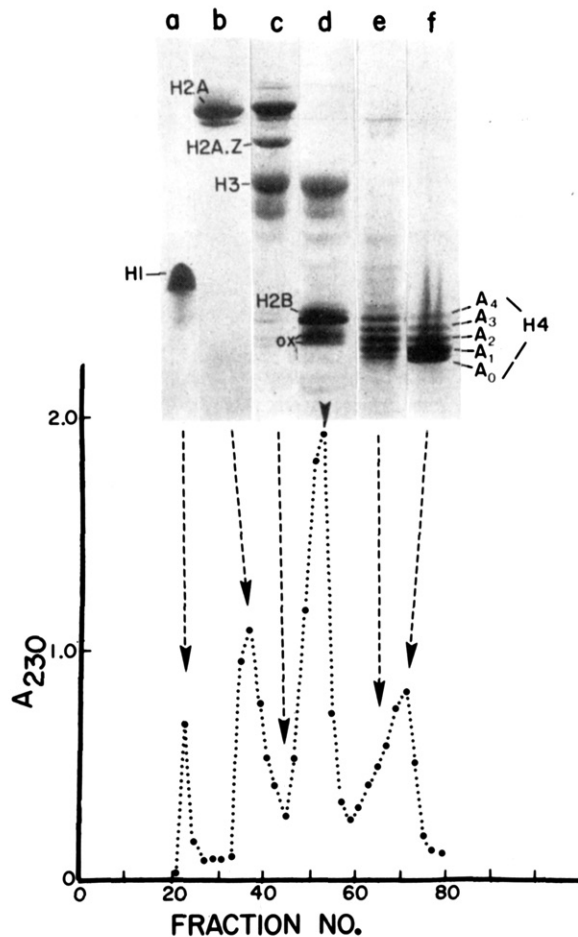 a b c d e f
H2A
H2A.Z
H3
H1
H2B
ox
A4
A3
A2
A1
A0
H4
2.0
1.0
0
A230
0 20 40 60 80
FRACTION NO.